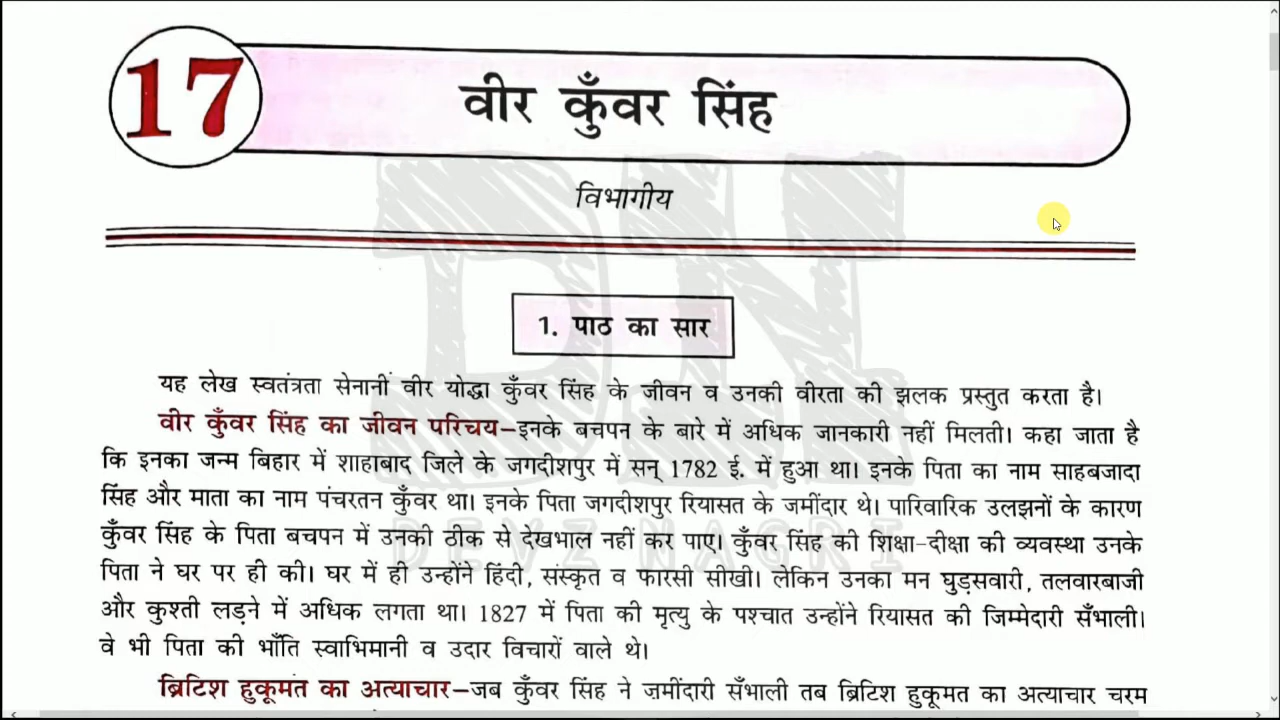 17
वीर कुँवर सिंह
विभागीय
1. पाठ का सार
यह लेख स्वतंत्रता सेनानी वीर योद्धा कुँवर सिंह के जीवन व उनकी वीरता की झलक प्रस्तुत करता है।
वीर कुँवर सिंह का जीवन परिचय–इनके बचपन के बारे में अधिक जानकारी नहीं मिलती। कहा जाता है
कि इनका जन्म बिहार में शाहाबाद जिले के जगदीशपुर में सन् 1782 ई. में हुआ था। इनके पिता का नाम साहबजादा
सिंह और माता का नाम पंचरतन कुँवर था। इनके पिता जगदीशपुर रियासत के जमींदार थे। पारिवारिक उलझनों के कारण
कुँवर सिंह के पिता बचपन में उनकी ठीक से देखभाल नहीं कर पाए। कुँवर सिंह की शिक्षा-दीक्षा की व्यवस्था उनके
पिता ने घर पर ही की। घर में ही उन्होंने हिंदी, संस्कृत व फारसी सीखी। लेकिन उनका मन घुड़सवारी, तलवारबाजी
और कुश्ती लड़ने में अधिक लगता था। 1827 में पिता की मृत्यु के पश्चात उन्होंने रियासत की जिम्मेदारी सँभाली।
वे भी पिता की भाँति स्वाभिमानी व उदार विचारों वाले थे।
ब्रिटिश हुकूमत का अत्याचार–जब कुँवर सिंह ने जमींदारी सँभाली तब ब्रिटिश हुकूमत का अत्याचार चरम
DN
DEVZ NAGRI